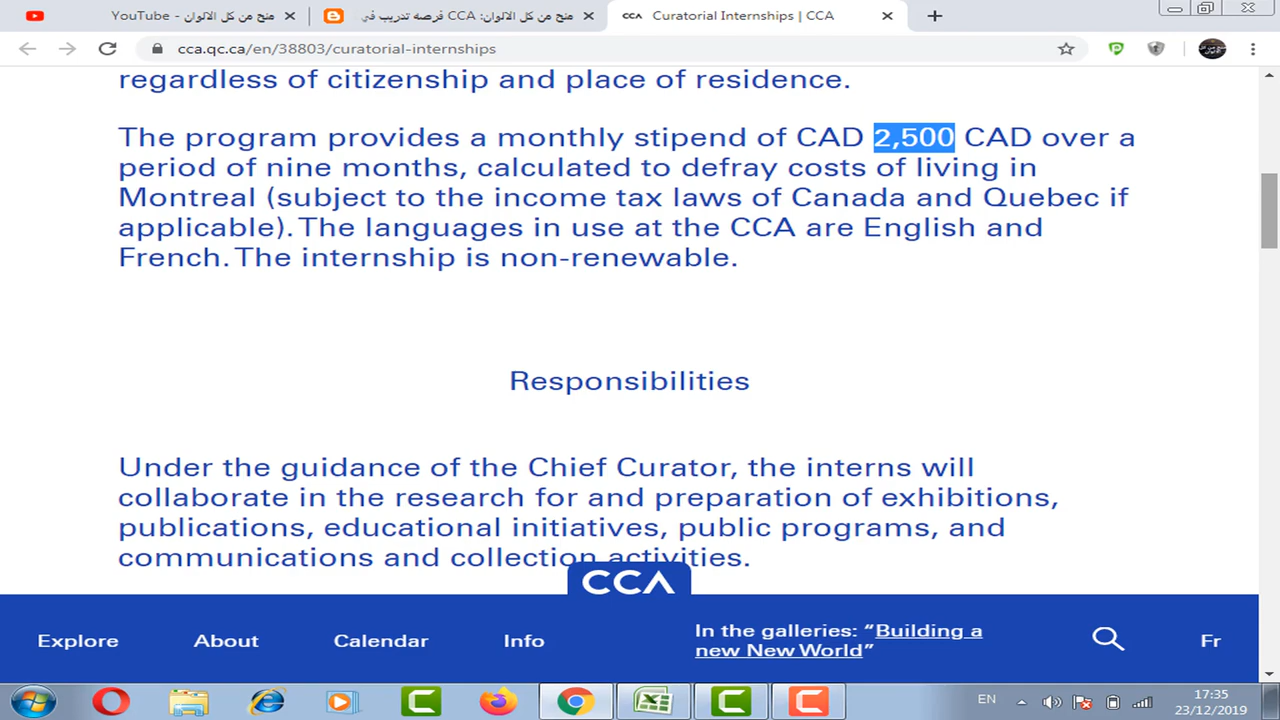 منح من كل الالوان - YouTube
منح من كل الالوان: CCA فرصه تدريب في
CCA Curatorial Internships | CCA
cca.qc.ca/en/38803/curatorial-internships
regardless of citizenship and place of residence.
The program provides a monthly stipend of CAD 2,500 CAD over a
period of nine months, calculated to defray costs of living in
Montreal (subject to the income tax laws of Canada and Quebec if
applicable). The languages in use at the CCA are English and
French. The internship is non-renewable.
Responsibilities
Under the guidance of the Chief Curator, the interns will
collaborate in the research for and preparation of exhibitions,
publications, educational initiatives, public programs, and
communications and collection activities.
CCA
Explore About Calendar Info
In the galleries: “Building a
new New World”
Fr
EN
17:35
23/12/2019